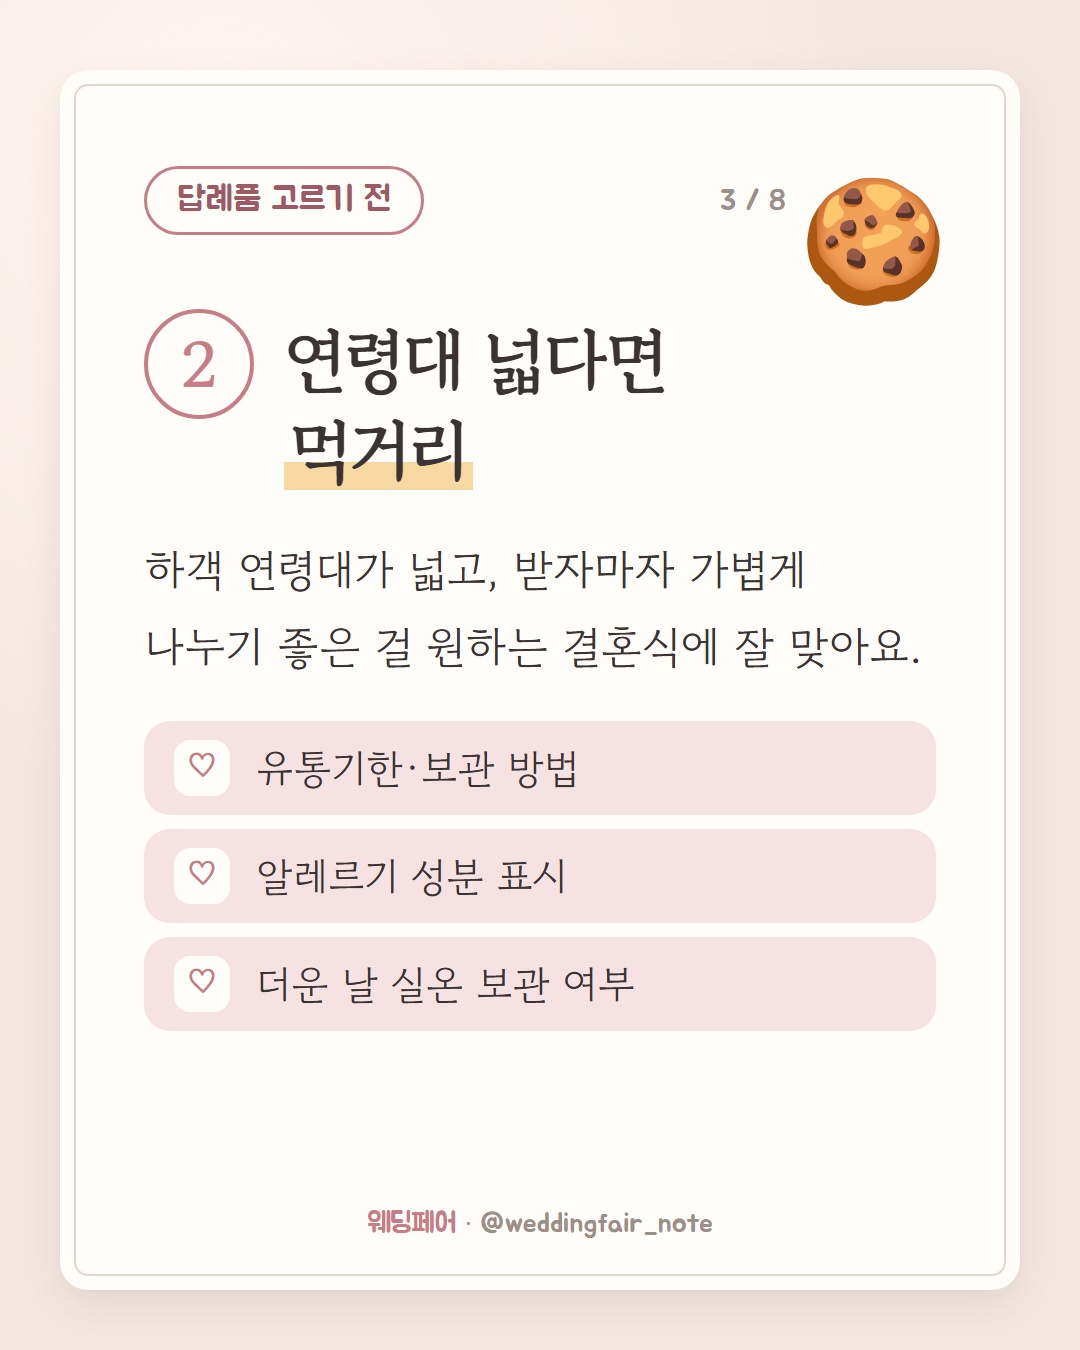 답례품 고르기 전
3 / 8
2
연령대 넓다면
먹거리
하객 연령대가 넓고, 받자마자 가볍게
나누기 좋은 걸 원하는 결혼식에 잘 맞아요.
유통기한·보관 방법
알레르기 성분 표시
더운 날 실온 보관 여부
웨딩페어 · @weddingfair_note